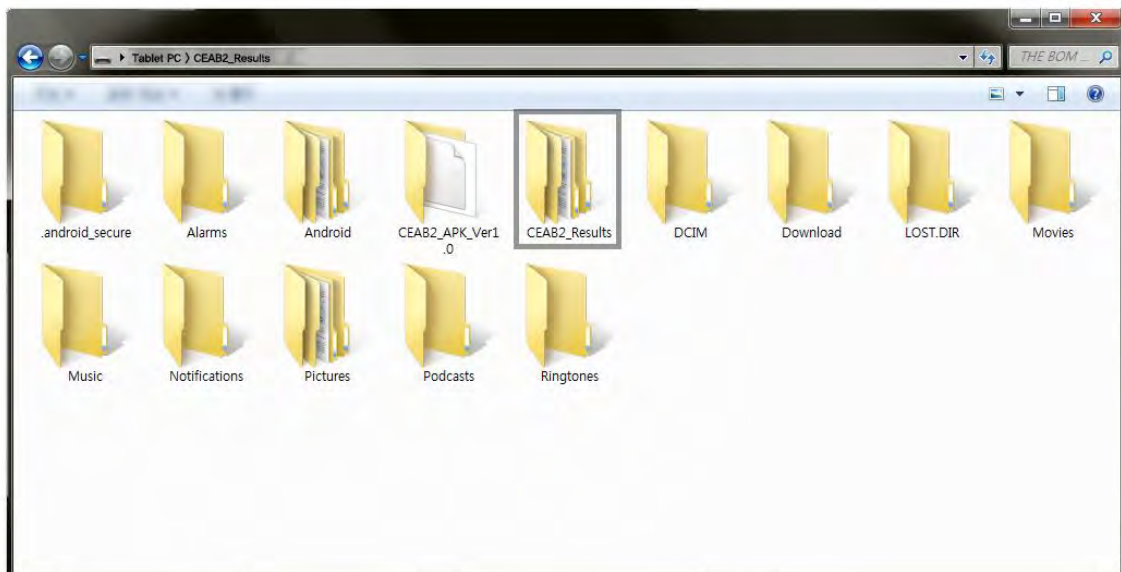 Tablet PC ) CEAB2_Results
THE BOM ...
.android_secure
Alarms
Android
CEAB2_APK_Ver1
.0
CEAB2_Results
DCIM
Download
LOST.DIR
Movies
Music
Notifications
Pictures
Podcasts
Ringtones